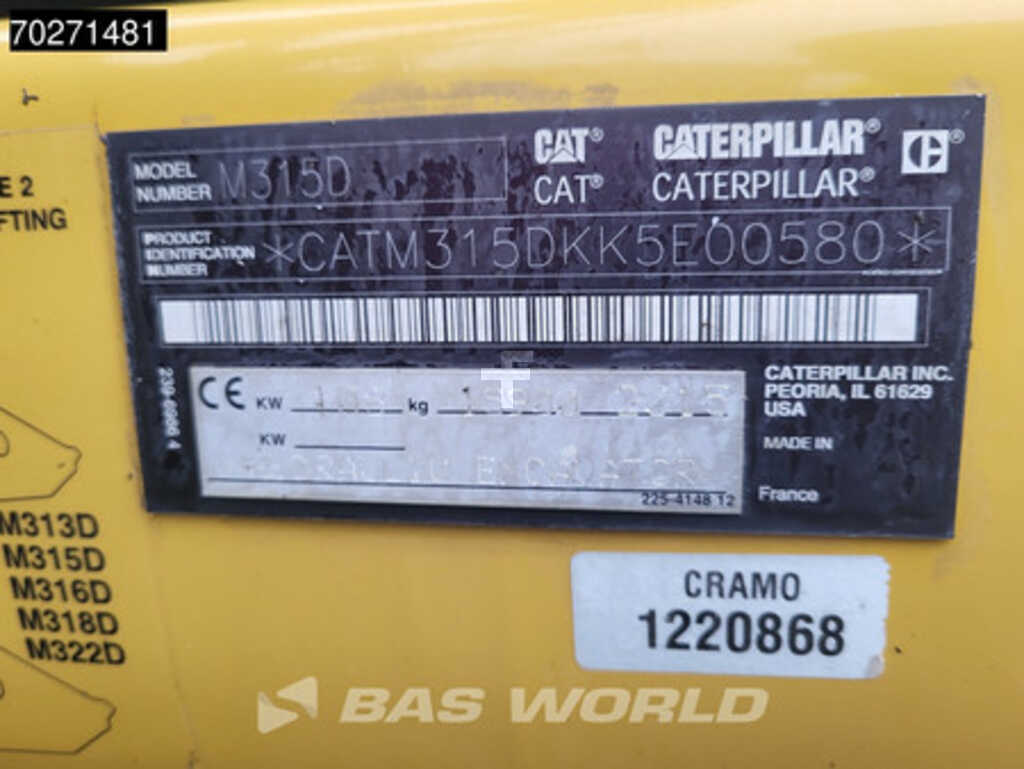 70271481
E 2
FTING
MODEL NUMBER M315D
CAT® CATERPILLAR®
CAT® CATERPILLAR®
PRODUCT IDENTIFICATION NUMBER *CATM315DKK5E00580*
CE KW kg
KW
225-4148 12
CATERPILLAR INC.
PEORIA, IL 61629
USA
MADE IN
France
M313D
M315D
M316D
M318D
M322D
CRAMO
1220868
BAS WORLD